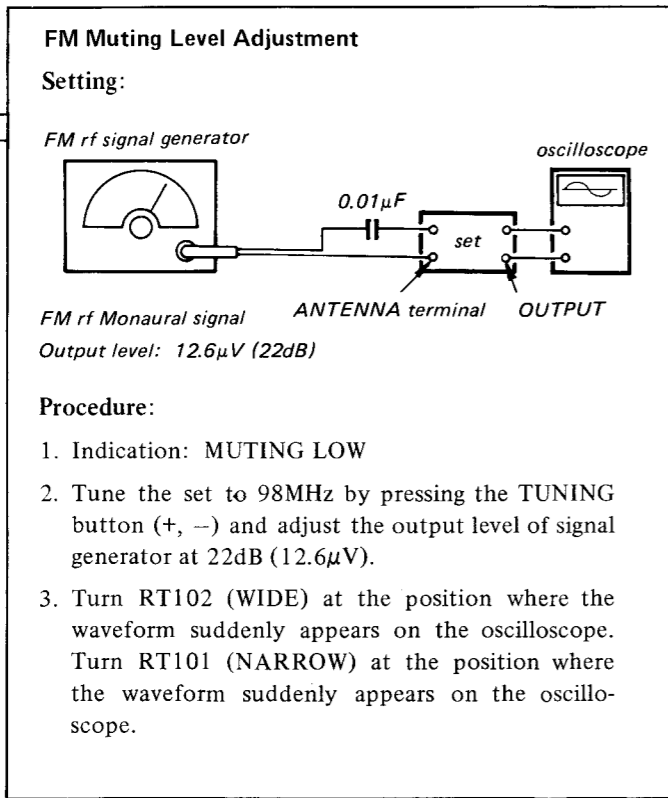 FM Muting Level Adjustment
Setting:
FM rf signal generator
oscilloscope
0.01µF
set
ANTENNA terminal
OUTPUT
FM rf Monaural signal
Output level: 12.6µV (22dB)
Procedure:
1. Indication: MUTING LOW
2. Tune the set to 98MHz by pressing the TUNING
button (+, −) and adjust the output level of signal
generator at 22dB (12.6µV).
3. Turn RT102 (WIDE) at the position where the
waveform suddenly appears on the oscilloscope.
Turn RT101 (NARROW) at the position where
the waveform suddenly appears on the oscillo-
scope.